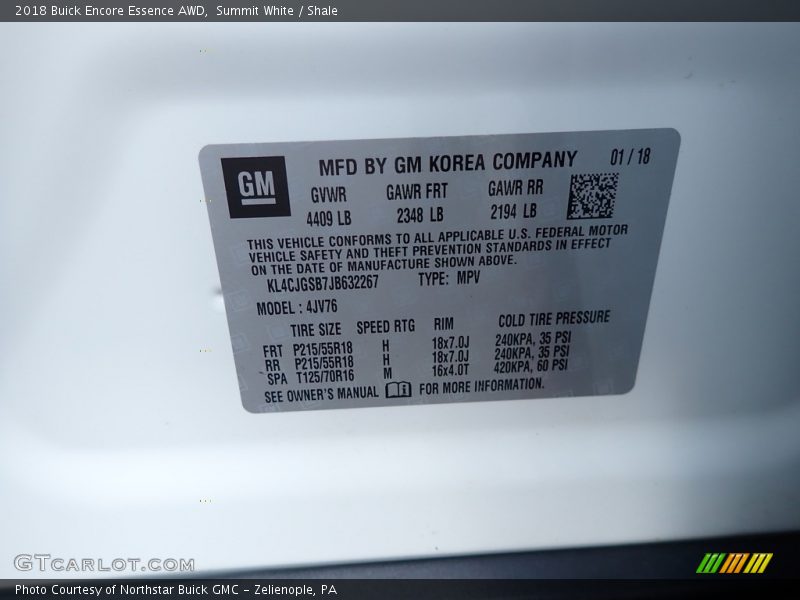 2018 Buick Encore Essence AWD,  Summit White / Shale
MFD BY GM KOREA COMPANY 01 / 18
GM
GVWR GAWR FRT GAWR RR
4409 LB 2348 LB 2194 LB
THIS VEHICLE CONFORMS TO ALL APPLICABLE U.S. FEDERAL MOTOR
VEHICLE SAFETY AND THEFT PREVENTION STANDARDS IN EFFECT
ON THE DATE OF MANUFACTURE SHOWN ABOVE.
KL4CJGSB7JB632267 TYPE: MPV
MODEL : 4JV76
TIRE SIZE SPEED RTG RIM COLD TIRE PRESSURE
FRT P215/55R18 H 18x7.0J 240KPA, 35 PSI
RR P215/55R18 H 18x7.0J 240KPA, 35 PSI
SPA T125/70R16 M 16x4.0T 420KPA, 60 PSI
SEE OWNER'S MANUAL FOR MORE INFORMATION.
GTcarlot.com
Photo Courtesy of Northstar Buick GMC - Zelienople, PA